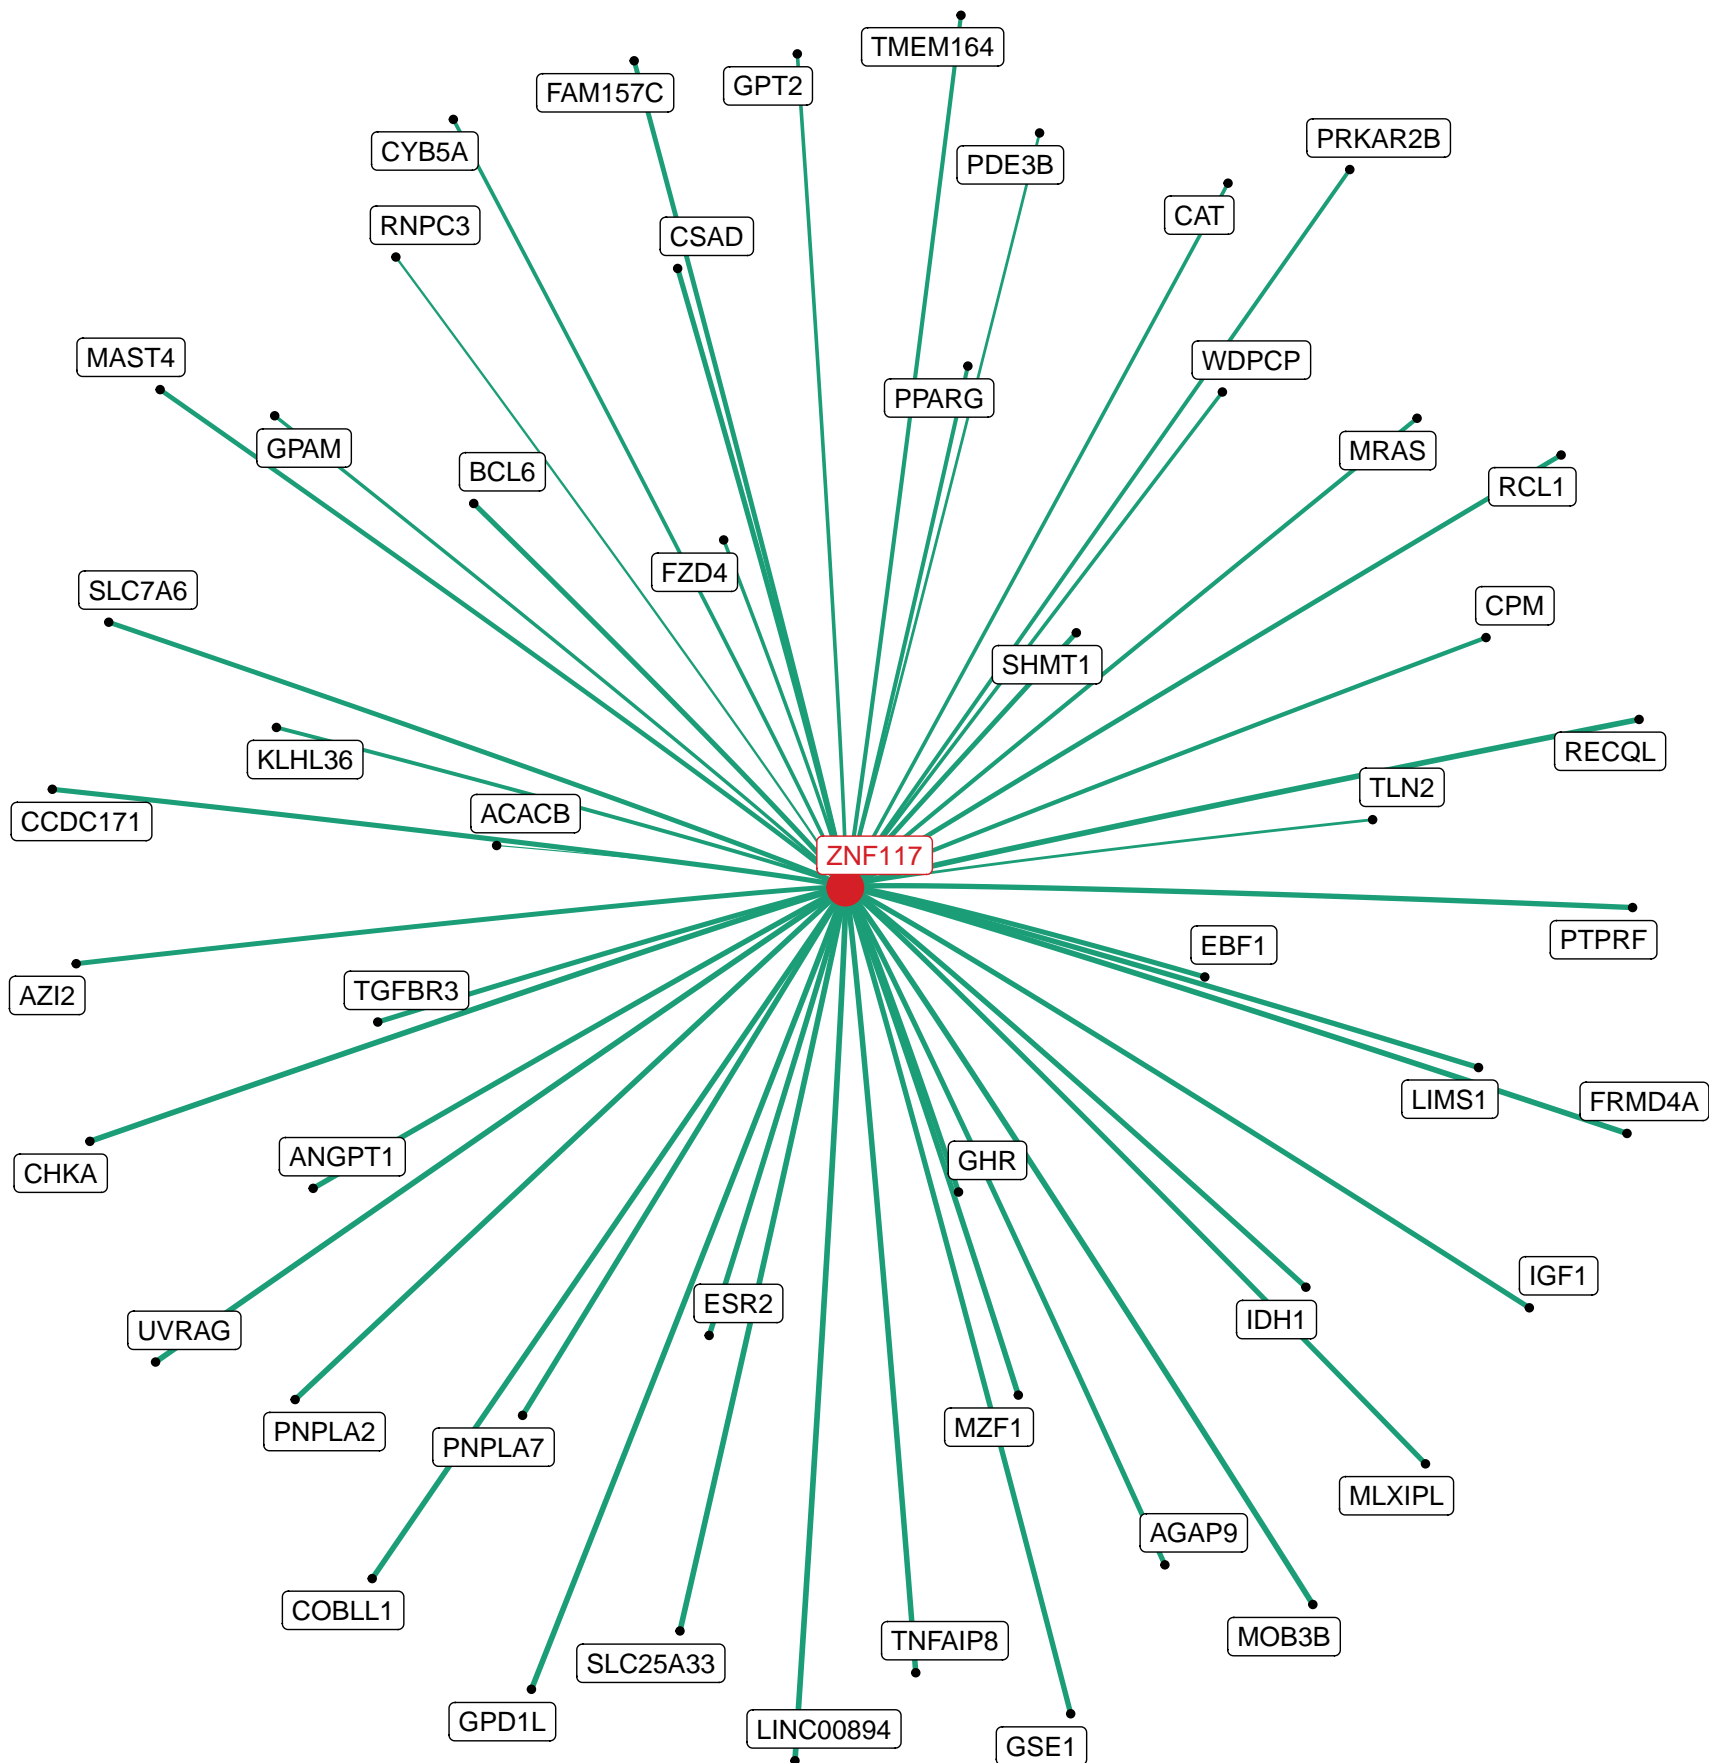 TMEM164
GPT2
FAM157C
PRKAR2B
CYB5A
PDE3B
CAT
RNPC3
CSAD
MAST4
WDPCP
PPARG
GPAM
MRAS
BCL6
RCL1
FZD4
SLC7A6
CPM
SHMT1
RECQL
KLHL36
TLN2
ACACB
CCDC171
ZNF117
PTPRF
EBF1
TGFBR3
AZI2
LIMS1
FRMD4A
ANGPT1
GHR
CHKA
IGF1
ESR2
IDH1
UVRAG
MZF1
PNPLA2
PNPLA7
MLXIPL
AGAP9
COBLL1
MOB3B
TNFAIP8
SLC25A33
GPD1L
LINC00894
GSE1